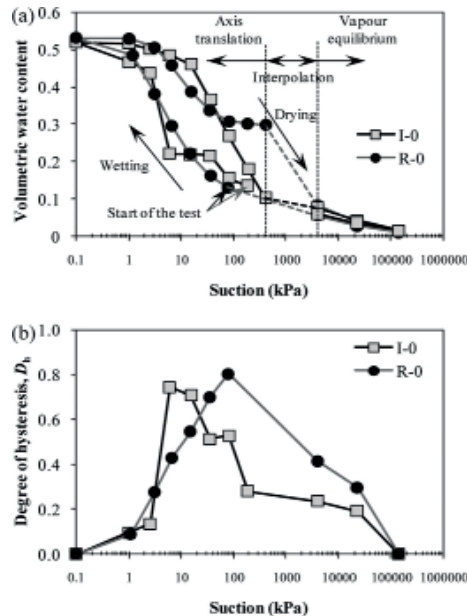 (a)
Axis translation
Vapour equilibrium
Interpolation
Drying
Wetting
Start of the test
I-0
R-0
Volumetric water content
0.6
0.5
0.4
0.3
0.2
0.1
0
0.1 1 10 100 1000 10000 100000 1000000
Suction (kPa)
(b)
I-0
R-0
Degree of hysteresis, Dh
1.0
0.8
0.6
0.4
0.2
0.0
0.1 1 10 100 1000 10000 100000 1000000
Suction (kPa)